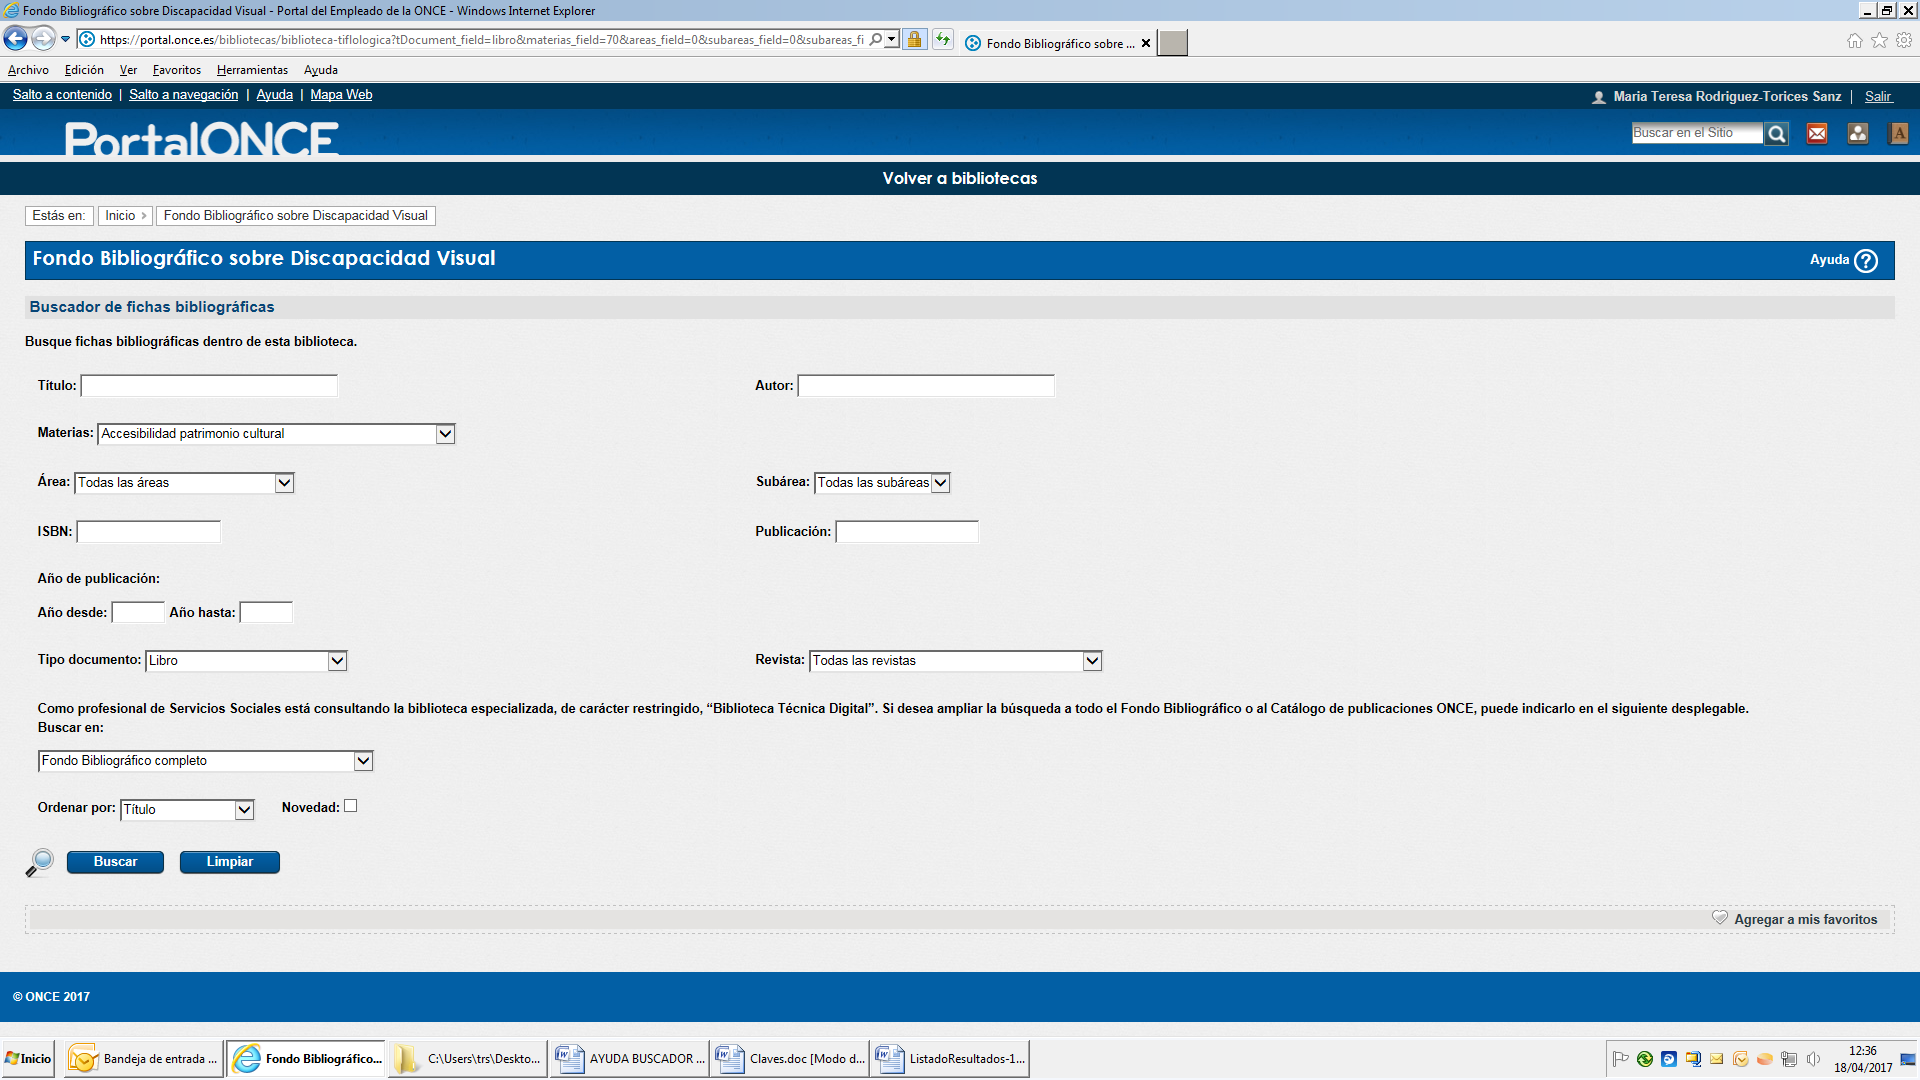 Fondo Bibliográfico sobre Discapacidad Visual - Portal del Empleado de la ONCE - Windows Internet Explorer
https://portal.once.es/bibliotecas/biblioteca-tiflologica?tDocument_field=libro&materias_field=70&areas_field=0&subareas_field=0&subareas_fi
Fondo Bibliográfico sobre ...
Archivo Edición Ver Favoritos Herramientas Ayuda
Salto a contenido | Salto a navegación | Ayuda | Mapa Web
Maria Teresa Rodriguez-Torices Sanz | Salir
PortalONCE
Buscar en el Sitio
A
Volver a bibliotecas
Estás en: Inicio Fondo Bibliográfico sobre Discapacidad Visual
Fondo Bibliográfico sobre Discapacidad Visual
Ayuda ?
Buscador de fichas bibliográficas
Busque fichas bibliográficas dentro de esta biblioteca.
Título: Autor:
Materias: Accesibilidad patrimonio cultural
Área: Todas las áreas Subárea: Todas las subáreas
ISBN: Publicación:
Año de publicación:
Año desde: Año hasta:
Tipo documento: Libro Revista: Todas las revistas
Como profesional de Servicios Sociales está consultando la biblioteca especializada, de carácter restringido, “Biblioteca Técnica Digital”. Si desea ampliar la búsqueda a todo el Fondo Bibliográfico o al Catálogo de publicaciones ONCE, puede indicarlo en el siguiente desplegable.
Buscar en:
Fondo Bibliográfico completo
Ordenar por: Título Novedad:
Buscar Limpiar
Agregar a mis favoritos
© ONCE 2017
Inicio Bandeja de entrada ... Fondo Bibliográfico... C:\Users\trs\Deskto... AYUDA BUSCADOR ... Claves.doc [Modo d... ListadoResultados-1...
12:36
18/04/2017